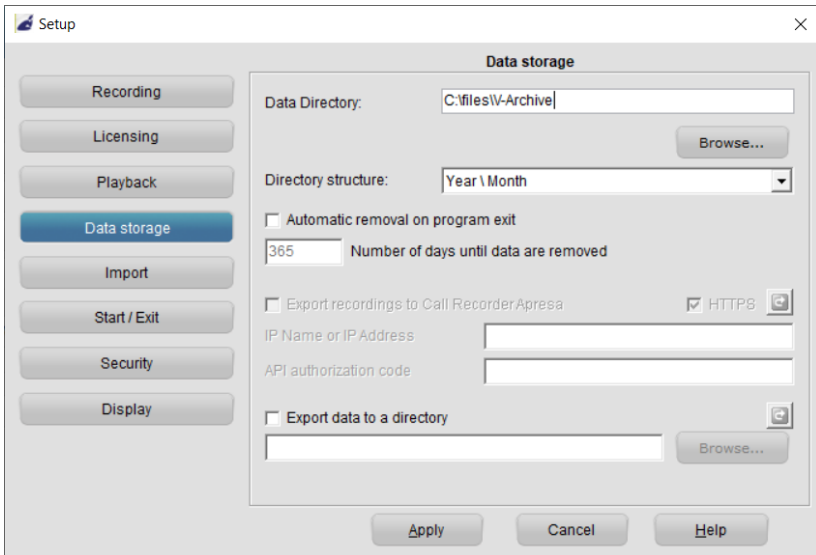 Setup
Data storage
Recording
Licensing
Playback
Data storage
Import
Start / Exit
Security
Display
Data Directory:
C:\files\V-Archive
Browse...
Directory structure:
Year \ Month
Automatic removal on program exit
365
Number of days until data are removed
Export recordings to Call Recorder Apresa
HTTPS
IP Name or IP Address
API authorization code
Export data to a directory
Browse...
Apply
Cancel
Help